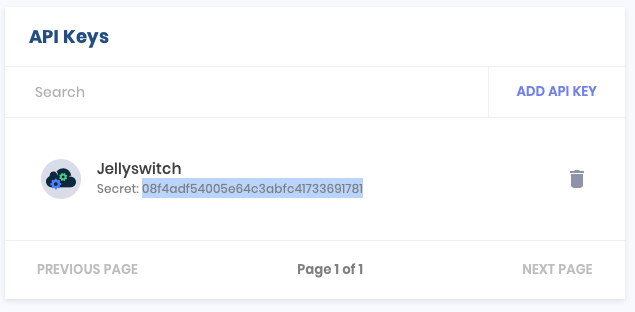 API Keys
Search
ADD API KEY
Jellyswitch
Secret: 08f4adf54005e64c3abfc41733691781
PREVIOUS PAGE
Page 1 of 1
NEXT PAGE